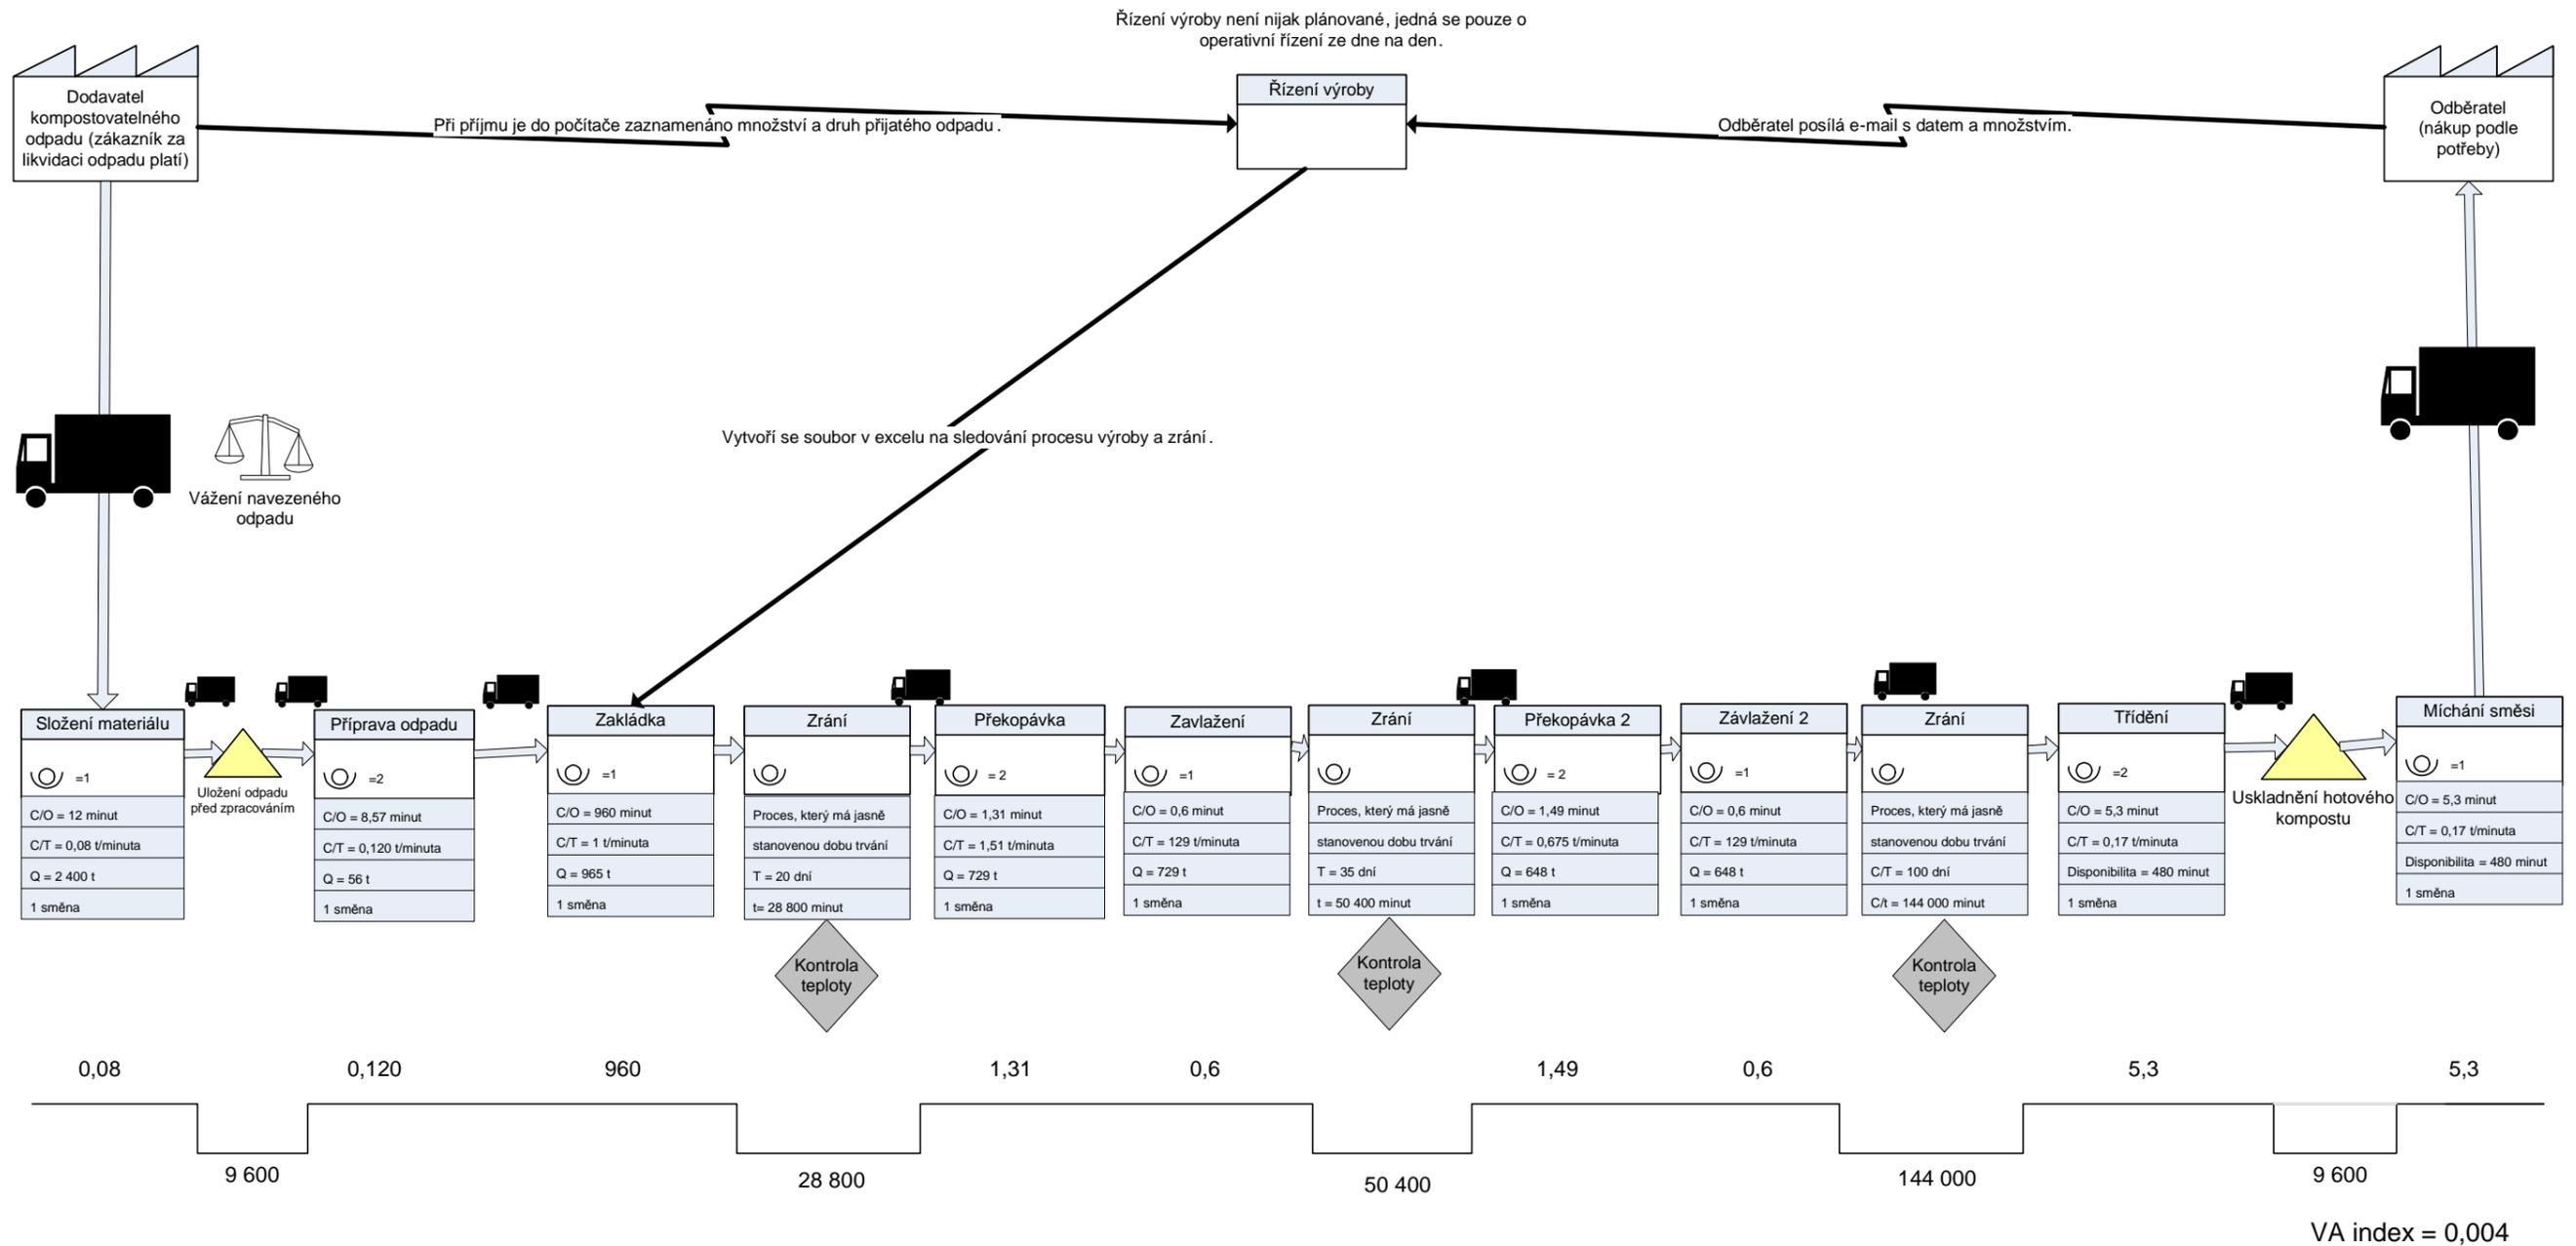 Řízení výroby není nijak plánované, jedná se pouze o
operativní řízení ze dne na den.
Dodavatel
kompostovatelného
odpadu (zákazník za
likvidaci odpadu platí)
Při příjmu je do počítače zaznamenáno množství a druh přijatého odpadu.
Řízení výroby
Odběratel posílá e-mail s datem a množstvím.
Odběratel
(nákup podle
potřeby)
Vytvoří se soubor v excelu na sledování procesu výroby a zrání.
Vážení navezeného
odpadu
Složení materiálu
=1
C/O = 12 minut
C/T = 0,08 t/minuta
Q = 2 400 t
1 směna
Uložení odpadu
před zpracováním
Příprava odpadu
=2
C/O = 8,57 minut
C/T = 0,120 t/minuta
Q = 56 t
1 směna
Zakládka
=1
C/O = 960 minut
C/T = 1 t/minuta
Q = 965 t
1 směna
Zrání
Proces, který má jasně
stanovenou dobu trvání
T = 20 dní
t= 28 800 minut
Kontrola
teploty
Překopávka
= 2
C/O = 1,31 minut
C/T = 1,51 t/minuta
Q = 729 t
1 směna
Zavlažení
=1
C/O = 0,6 minut
C/T = 129 t/minuta
Q = 729 t
1 směna
Zrání
Proces, který má jasně
stanovenou dobu trvání
T = 35 dní
t = 50 400 minut
Kontrola
teploty
Překopávka 2
= 2
C/O = 1,49 minut
C/T = 0,675 t/minuta
Q = 648 t
1 směna
Závlažení 2
=1
C/O = 0,6 minut
C/T = 129 t/minuta
Q = 648 t
1 směna
Zrání
Proces, který má jasně
stanovenou dobu trvání
C/T = 100 dní
C/t = 144 000 minut
Kontrola
teploty
Třídění
=2
C/O = 5,3 minut
C/T = 0,17 t/minuta
Disponibilita = 480 minut
1 směna
Uskladnění hotového
kompostu
Míchání směsi
=1
C/O = 5,3 minut
C/T = 0,17 minuta
Disponibilita = 480 minut
1 směna
0,08
0,120
960
1,31
0,6
1,49
0,6
5,3
5,3
9 600
28 800
50 400
144 000
9 600
VA index = 0,004